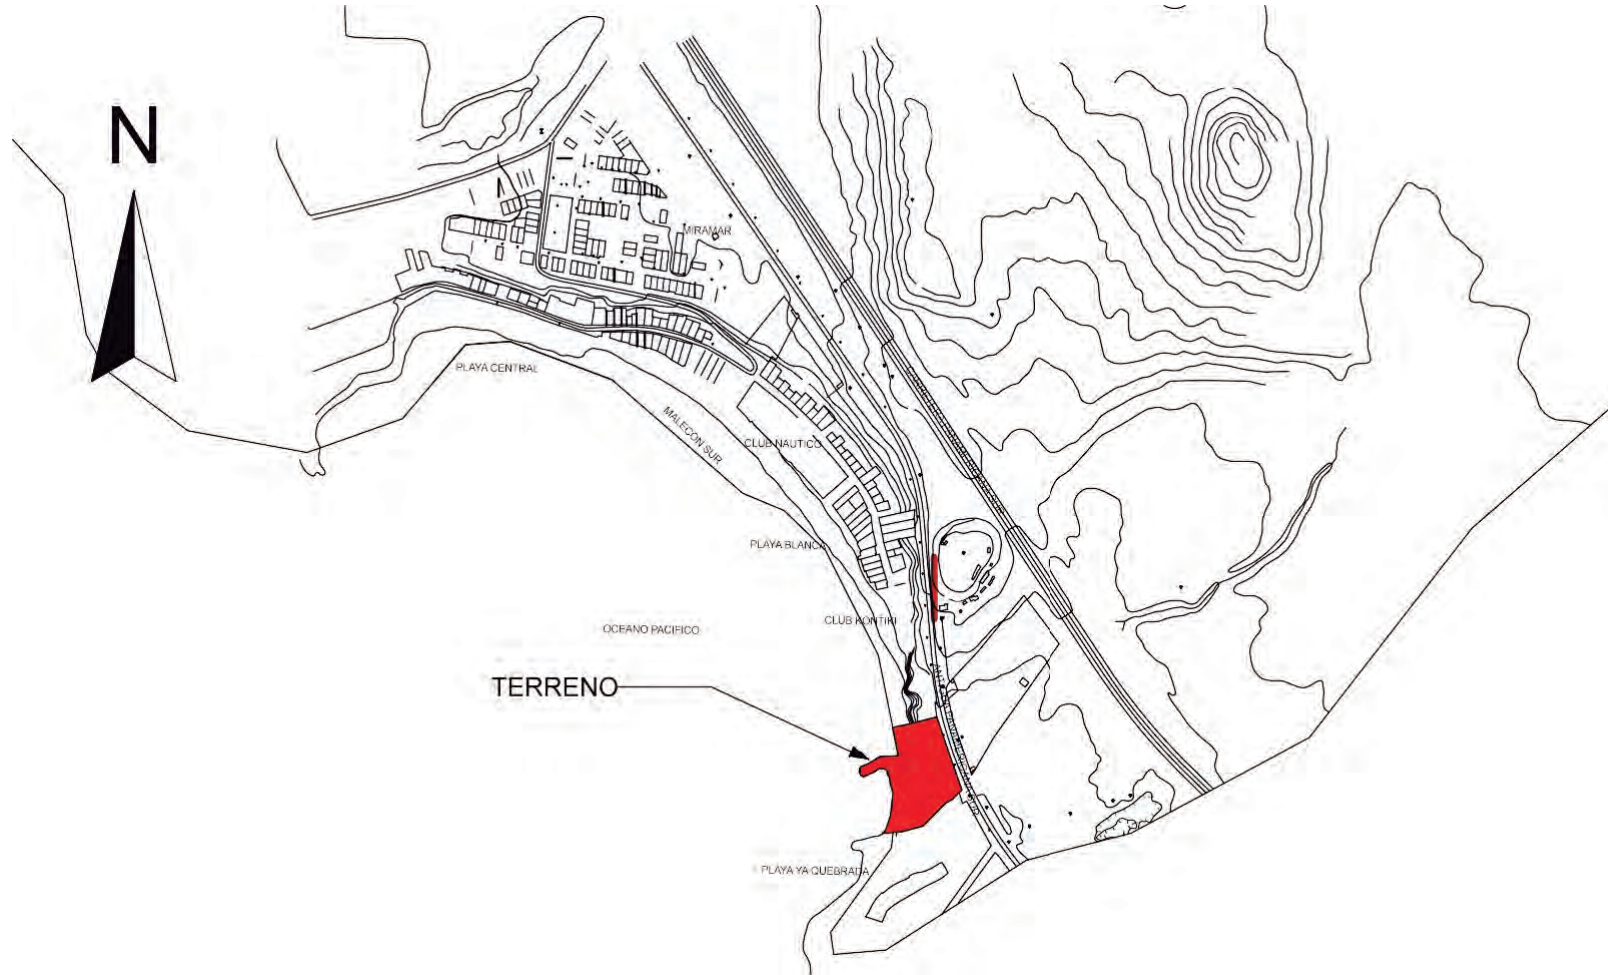 N
MIRAMAR
PLAYA CENTRAL
MALECON SUR
CLUB NAUTICO
PLAYA BLANCA
CLUB KONTIKI
OCEANO PACIFICO
TERRENO
PLAYA YA QUEBRADA